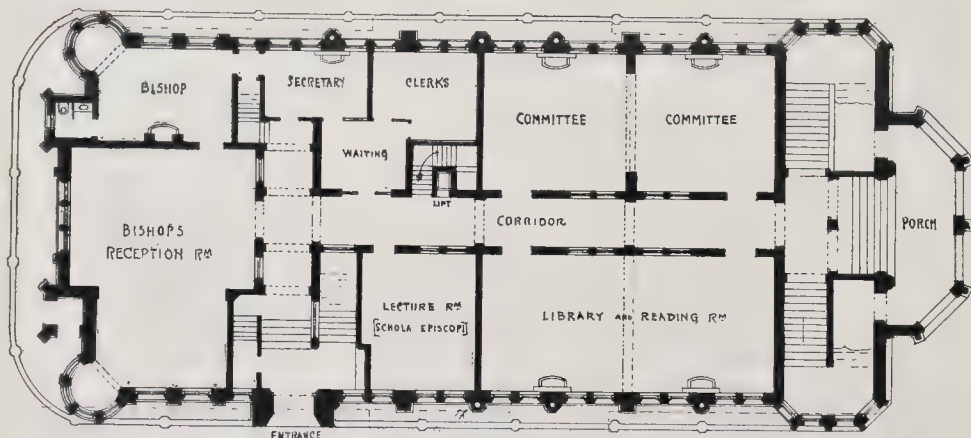 BISHOP
SECRETARY
CLERKS
COMMITTEE
COMMITTEE
WAITING
LIFT
CORRIDOR
BISHOPS
RECEPTION RM
PORCH
LECTURE RM
[SCHOLA EPISCOPI]
LIBRARY AND READING RM
ENTRANCE